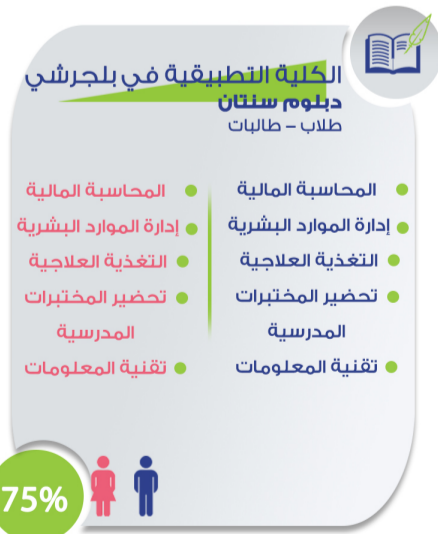 الكلية التطبيقية في بلجرشي
دبلوم سنتان
طلاب – طالبات
المحاسبة المالية
إدارة الموارد البشرية
التغذية العلاجية
تحضير المختبرات
المدرسية
تقنية المعلومات
المحاسبة المالية
إدارة الموارد البشرية
التغذية العلاجية
تحضير المختبرات
المدرسية
تقنية المعلومات
75%